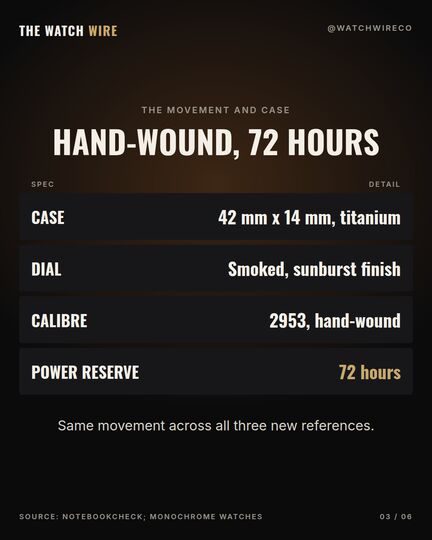 THE WATCH WIRE
@WATCHWIRECO
THE MOVEMENT AND CASE
HAND-WOUND, 72 HOURS
SPEC DETAIL
CASE 42 mm x 14 mm, titanium
DIAL Smoked, sunburst finish
CALIBRE 2953, hand-wound
POWER RESERVE 72 hours
Same movement across all three new references.
SOURCE: NOTEBOOKCHECK; MONOCHROME WATCHES
03 / 06